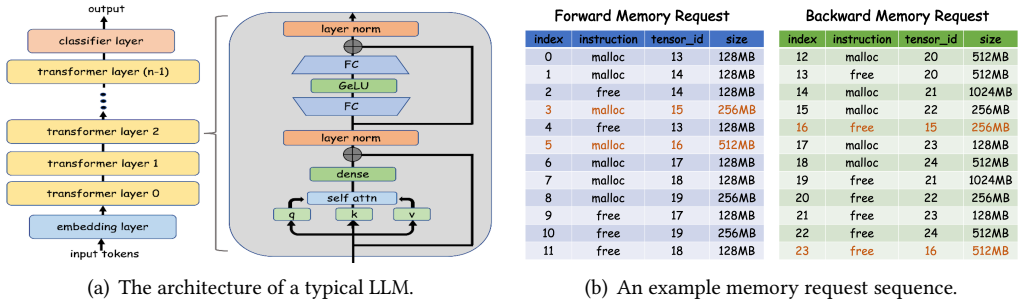 output
classifier layer
transformer layer (n-1)
transformer layer 2
transformer layer 1
transformer layer 0
embedding layer
input tokens
layer norm
FC
GeLU
FC
layer norm
dense
self attn
q k v
(a) The architecture of a typical LLM.
Forward Memory Request
index instruction tensor_id size
0 malloc 13 128MB
1 malloc 14 128MB
2 free 14 128MB
3 malloc 15 256MB
4 free 13 128MB
5 malloc 16 512MB
6 malloc 17 128MB
7 malloc 18 128MB
8 malloc 19 256MB
9 free 17 128MB
10 free 19 256MB
11 free 18 128MB
Backward Memory Request
index instruction tensor_id size
12 malloc 20 512MB
13 free 20 512MB
14 malloc 21 1024MB
15 malloc 22 256MB
16 free 15 256MB
17 malloc 23 128MB
18 malloc 24 512MB
19 free 21 1024MB
20 free 22 256MB
21 free 23 128MB
22 free 24 512MB
23 free 16 512MB
(b) An example memory request sequence.